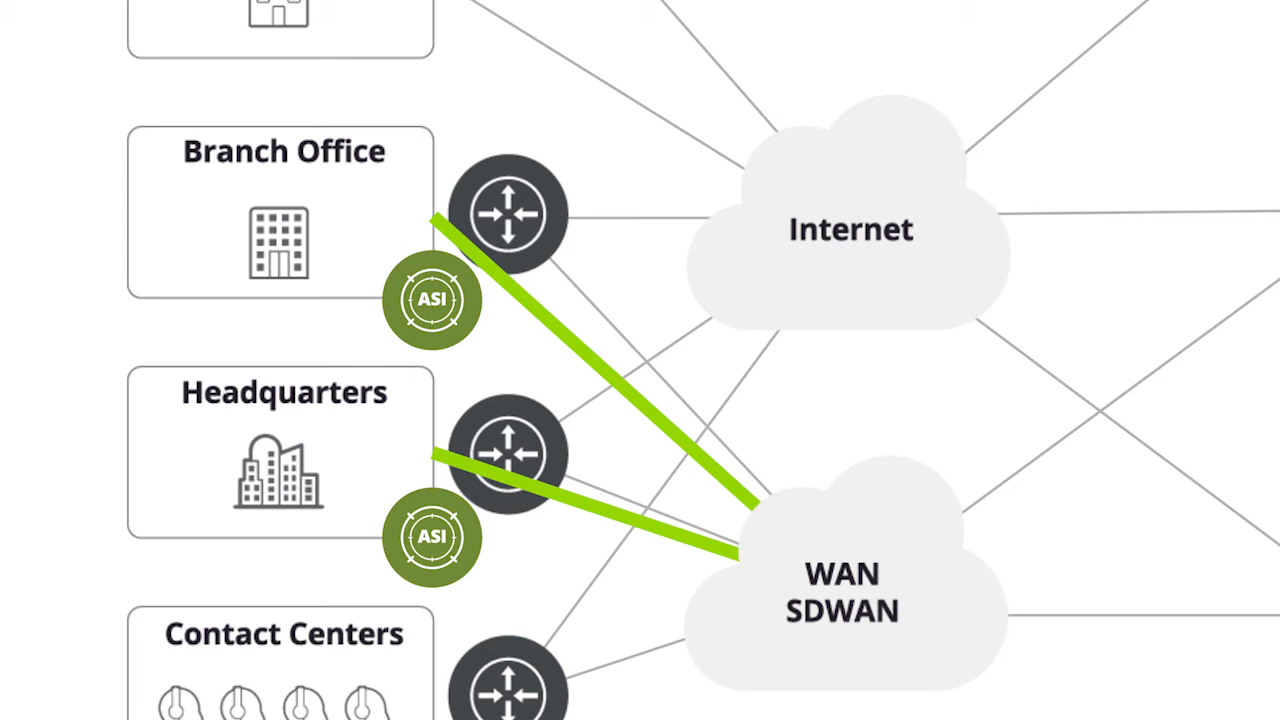 Branch Office
ASI
Internet
Headquarters
ASI
WAN
SDWAN
Contact Centers